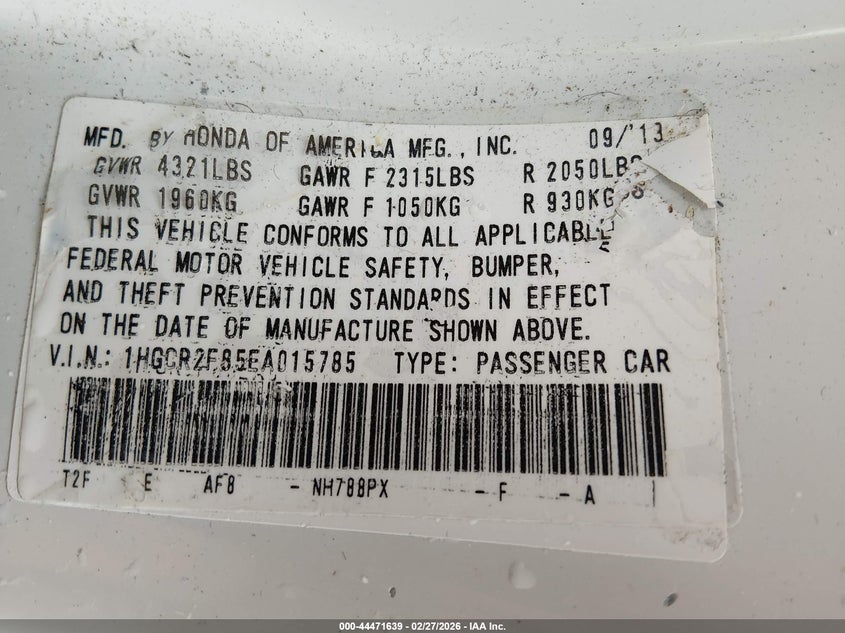 MFD. BY HONDA OF AMERICA MFG., INC. 09/'13
GVWR 4321LBS GAWR F 2315LBS R 2050LBS
GVWR 1960KG GAWR F 1050KG R 930KG
THIS VEHICLE CONFORMS TO ALL APPLICABLE
FEDERAL MOTOR VEHICLE SAFETY, BUMPER,
AND THEFT PREVENTION STANDARDS IN EFFECT
ON THE DATE OF MANUFACTURE SHOWN ABOVE.
V.I.N.: 1HGCR2F85EA015785 TYPE: PASSENGER CAR
T2F E AF8 - NH788PX - F - A
000-44471639 - 02/27/2026 - IAA Inc.